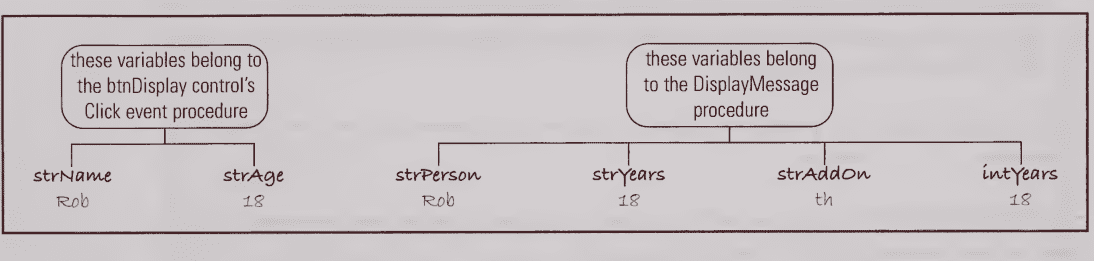 these variables belong to
the btnDisplay control's
Click event procedure
these variables belong
to the DisplayMessage
procedure
strName strAge strPerson strYears strAddOn intYears
Rob 18 Rob 18 th 18